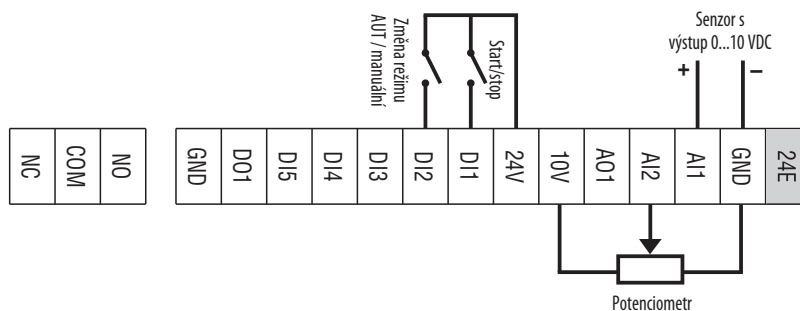 Změna režimu
AUT / manuální
Start/stop
Senzor s
výstup 0...10 VDC
+
–
NC
COM
NO
GND
DO1
DI5
DI4
DI3
DI2
DI1
24V
10V
AO1
AI2
AI1
GND
24E
Potenciometr